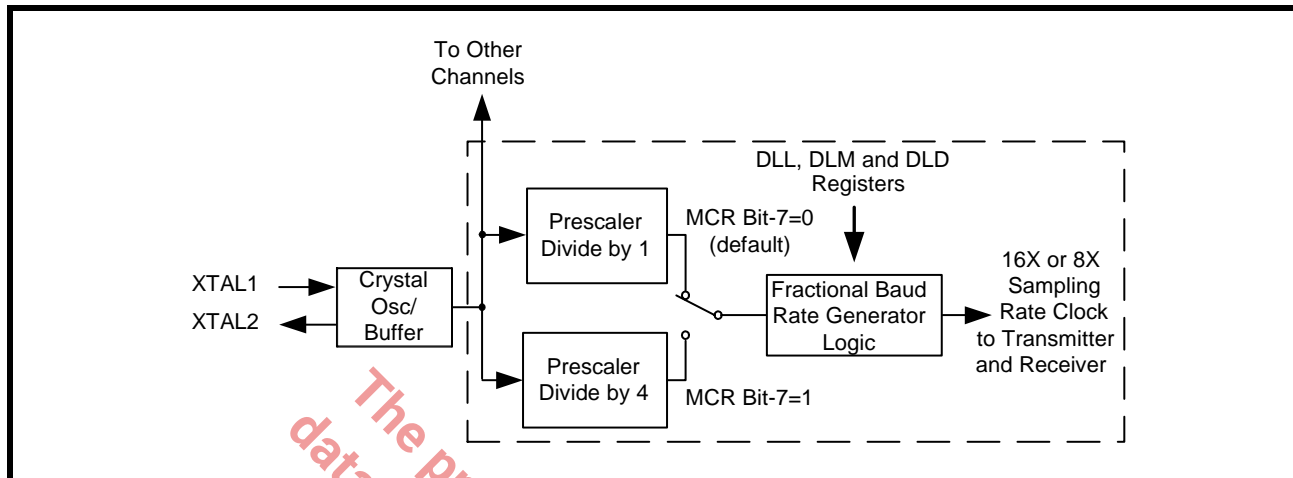 To Other
Channels
DLL, DLM and DLD
Registers
Prescaler
Divide by 1
MCR Bit-7=0
(default)
XTAL1
XTAL2
Crystal
Osc/
Buffer
Fractional Baud
Rate Generator
Logic
16X or 8X
Sampling
Rate Clock
to Transmitter
and Receiver
Prescaler
Divide by 4
MCR Bit-7=1
The